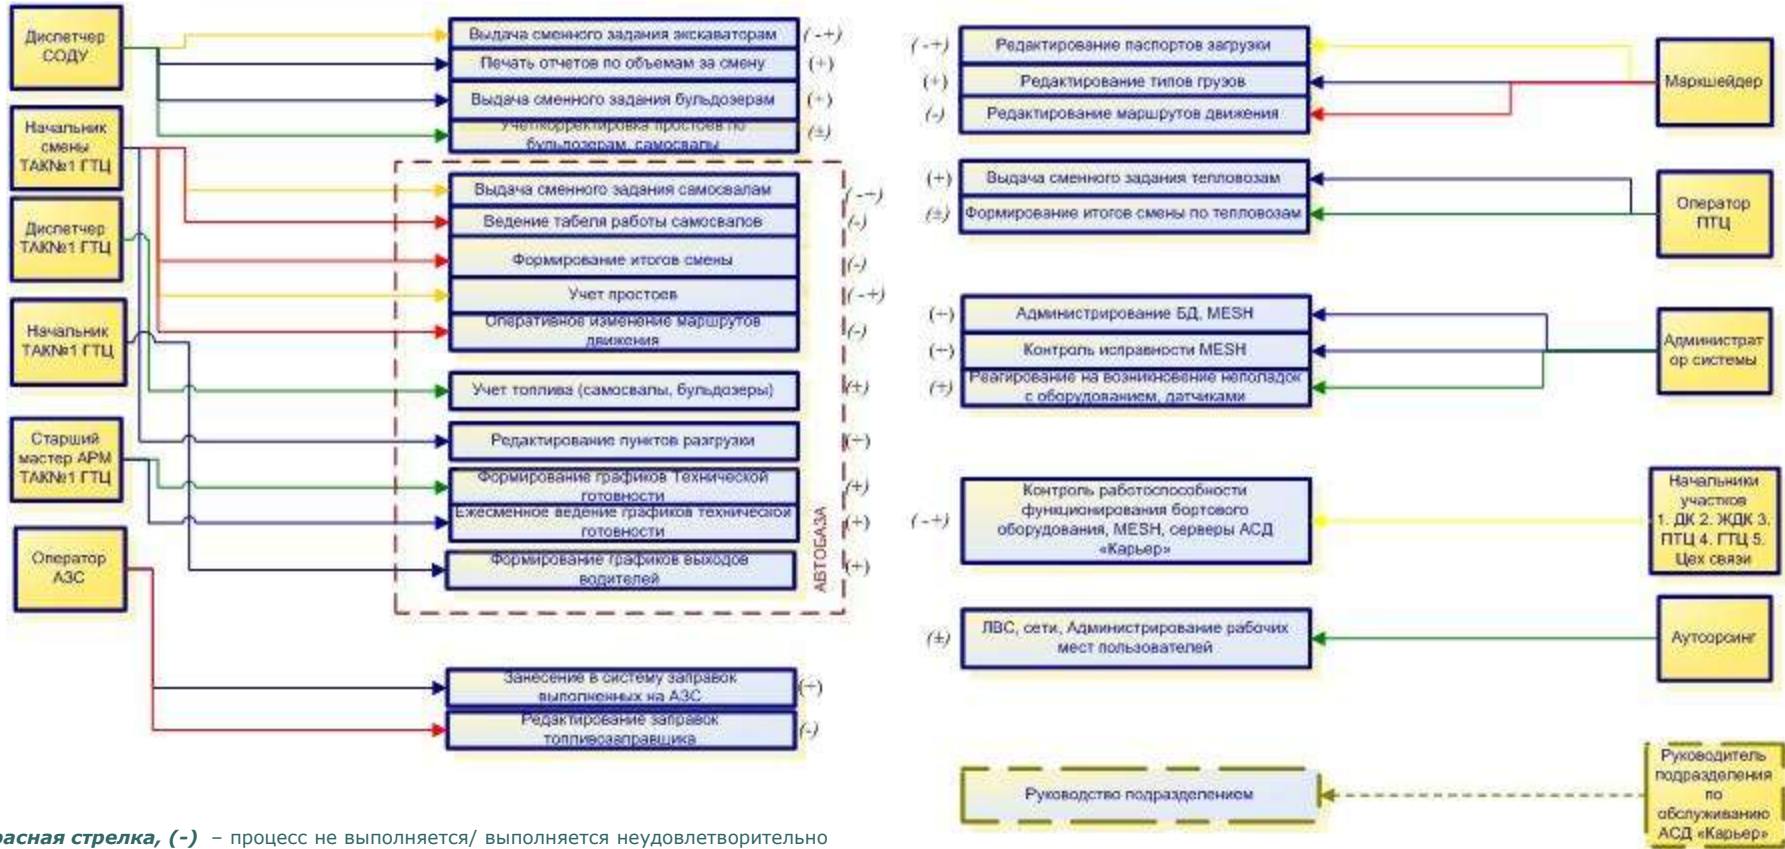 Диспетчер
СОДУ
Начальник
смены
ТАК№1 ГТЦ
Диспетчер
ТАК№1 ГТЦ
Начальник
ТАК№1 ГТЦ
Старший
мастер АРМ
ТАК№1 ГТЦ
Оператор
АЗС
Выдача сменного задания экскаваторам (-+)
Печать отчетов по объемам за смену (+)
Выдача сменного задания бульдозерам (+)
Учет/корректировка простоев по
бульдозерам, самосвалы (±)
Выдача сменного задания самосвалам (-+)
Ведение табеля работы самосвалов (-)
Формирование итогов смены (-)
Учет простоев (-+)
Оперативное изменение маршрутов
движения (-)
Учет топлива (самосвалы, бульдозеры) (±)
Редактирование пунктов разгрузки (+)
Формирование графиков Технической
готовности (+)
Ежесменное ведение графиков технической
готовности (+)
Формирование графиков выходов
водителей (+)
АВТОБАЗА
Занесение в систему заправок
выполненных на АЗС (+)
Редактирование заправок
топливозаправщика (-)
(-+) Редактирование паспортов загрузки
(+) Редактирование типов грузов
(-) Редактирование маршрутов движения
Маркшейдер
(+) Выдача сменного задания тепловозам
(±) Формирование итогов смены по тепловозам
Оператор
ПТЦ
(+) Администрирование БД, MESH
(+) Контроль исправности MESH
(±) Реагирование на возникновение неполадок
с оборудованием, датчиками
Администрат
ор системы
(-+) Контроль работоспособности
функционирования бортового
оборудования, MESH, серверы АСД
«Карьер»
Начальники
участков
1. ДК 2. ЖДК 3.
ПТЦ 4. ГТЦ 5.
Цех связи
(±) ЛВС, сети, Администрирование рабочих
мест пользователей
Аутсорсинг
Руководство подразделением
Руководитель
подразделения
по
обслуживанию
АСД «Карьер»
расная стрелка, (-) – процесс не выполняется/ выполняется неудовлетворительно